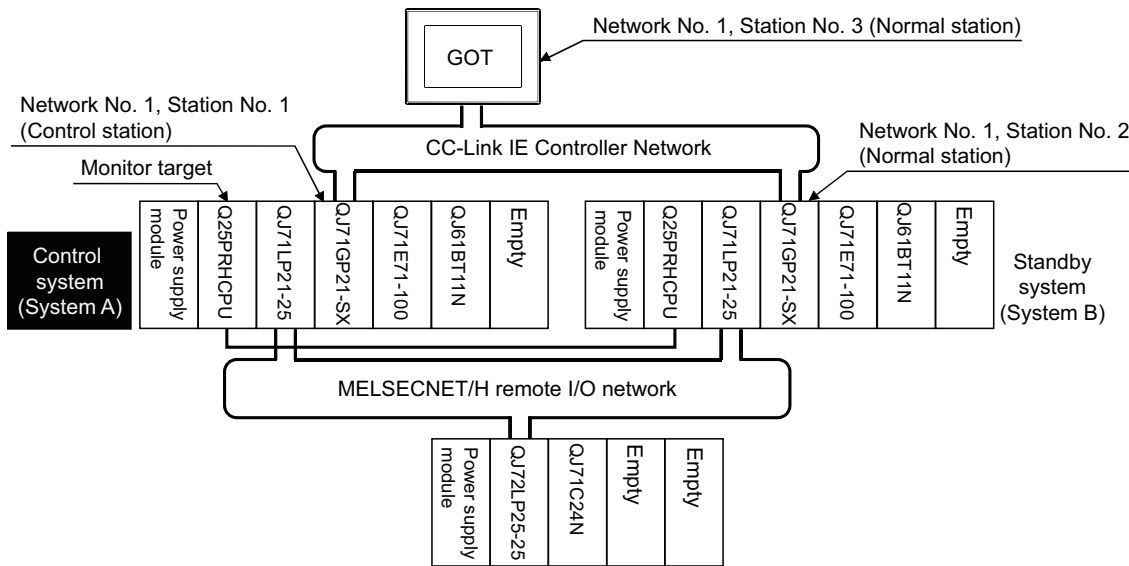 Network No. 1, Station No. 3 (Normal station)
GOT
Network No. 1, Station No. 1
(Control station)
Network No. 1, Station No. 2
(Normal station)
CC-Link IE Controller Network
Monitor target
Control
system
(System A)
Power supply
module
Q25PRHCPU
QJ71LP21-25
QJ71GP21-SX
QJ71E71-100
QJ61BT11N
Empty
Power supply
module
Q25PRHCPU
QJ71LP21-25
QJ71GP21-SX
QJ71E71-100
QJ61BT11N
Empty
Standby
system
(System B)
MELSECNET/H remote I/O network
Power supply
module
QJ72LP25-25
QJ71C24N
Empty
Empty